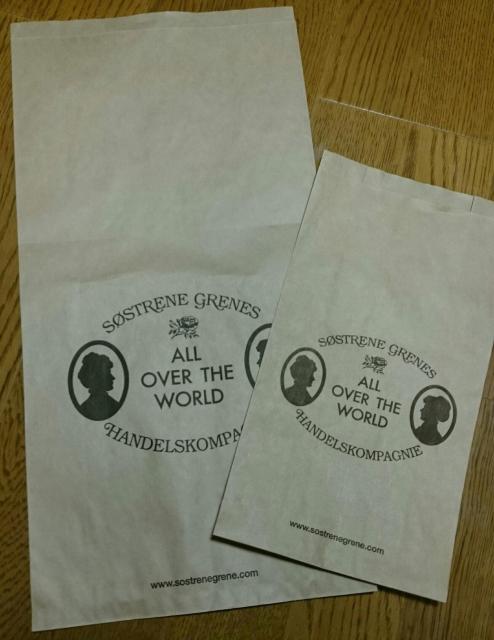 SØSTRENE GRENES
ALL
OVER THE
WORLD
HANDELSKOMPA
www.sostrenegrene.com
SØSTRENE GRENES
ALL
OVER THE
WORLD
HANDELSKOMPAGNIE
www.sostrenegrene.com